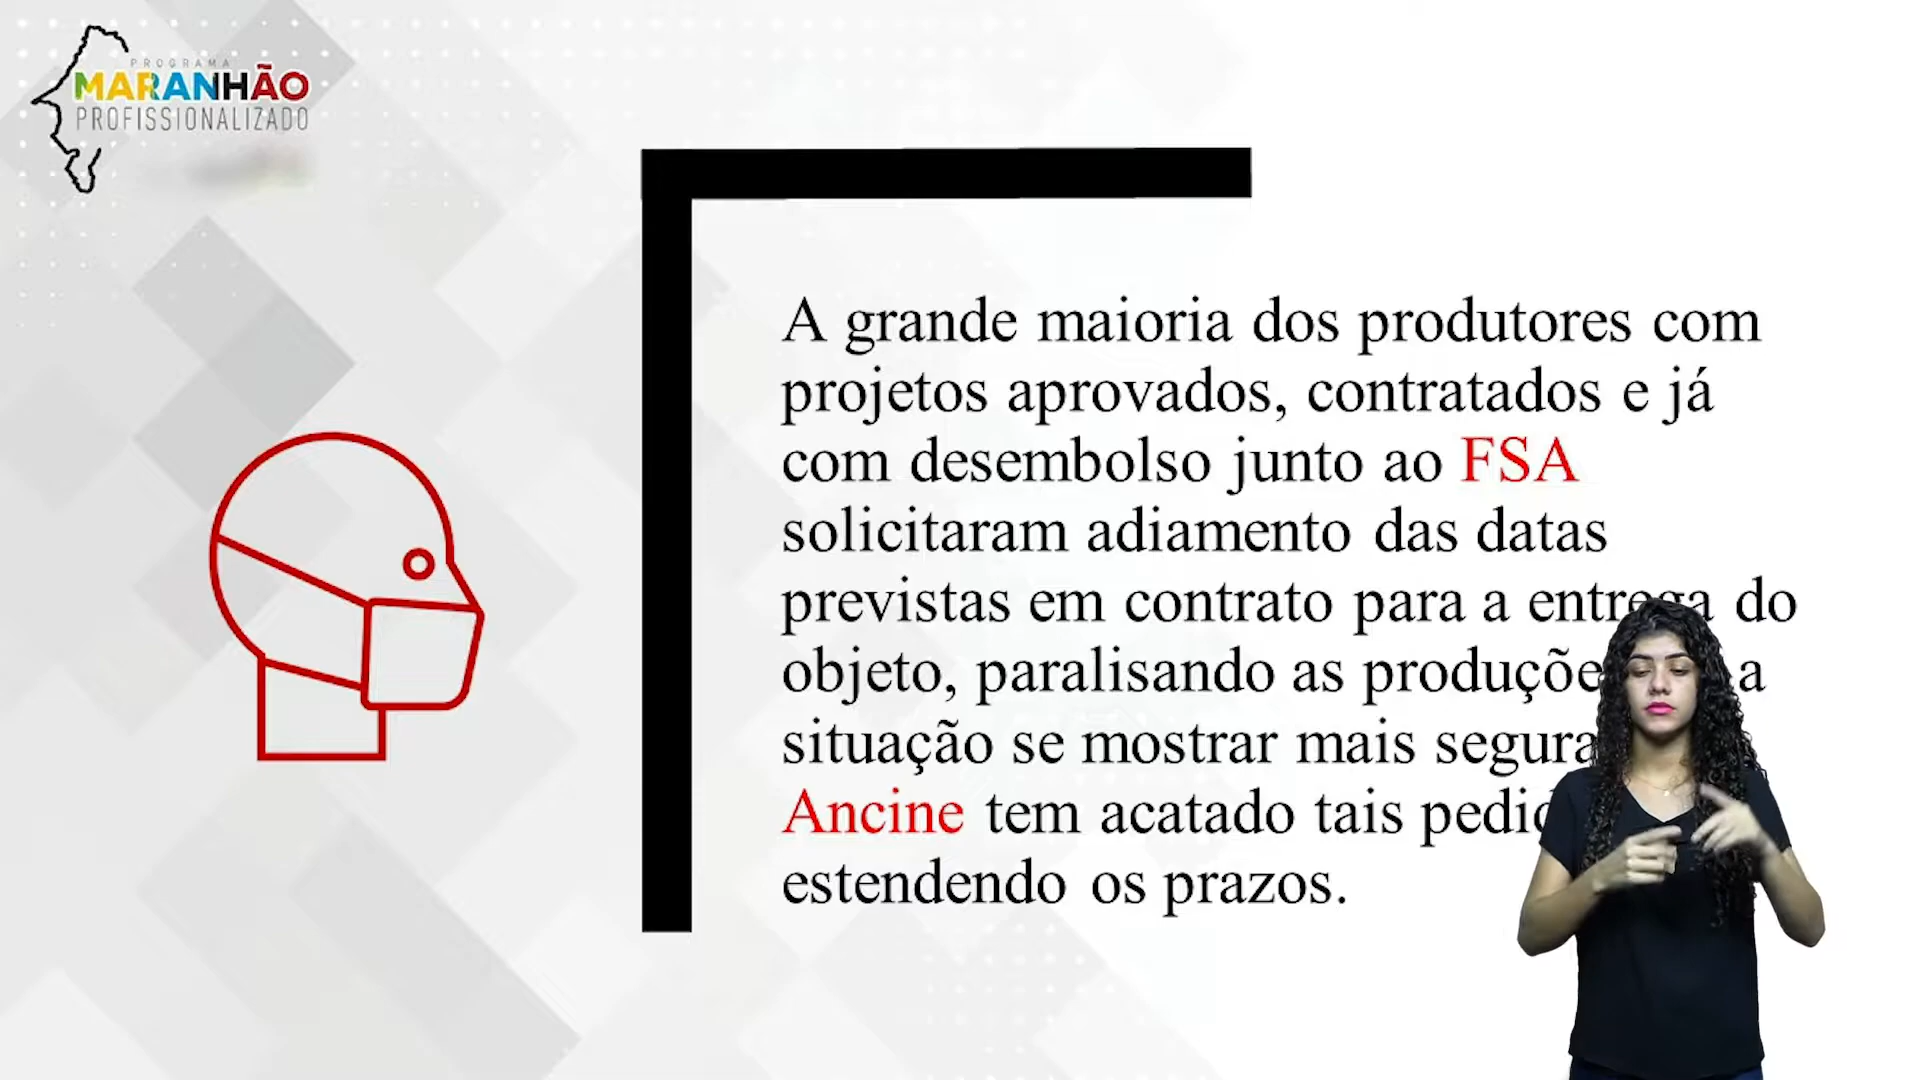 PROGRAMA
MARANHÃO
PROFISSIONALIZADO
A grande maioria dos produtores com
projetos aprovados, contratados e já
com desembolso junto ao FSA
solicitaram adiamento das datas
previstas em contrato para a entrega do
objeto, paralisando as a
situação se mostrar mais
Ancine tem acatado tais
estendendo os prazos.